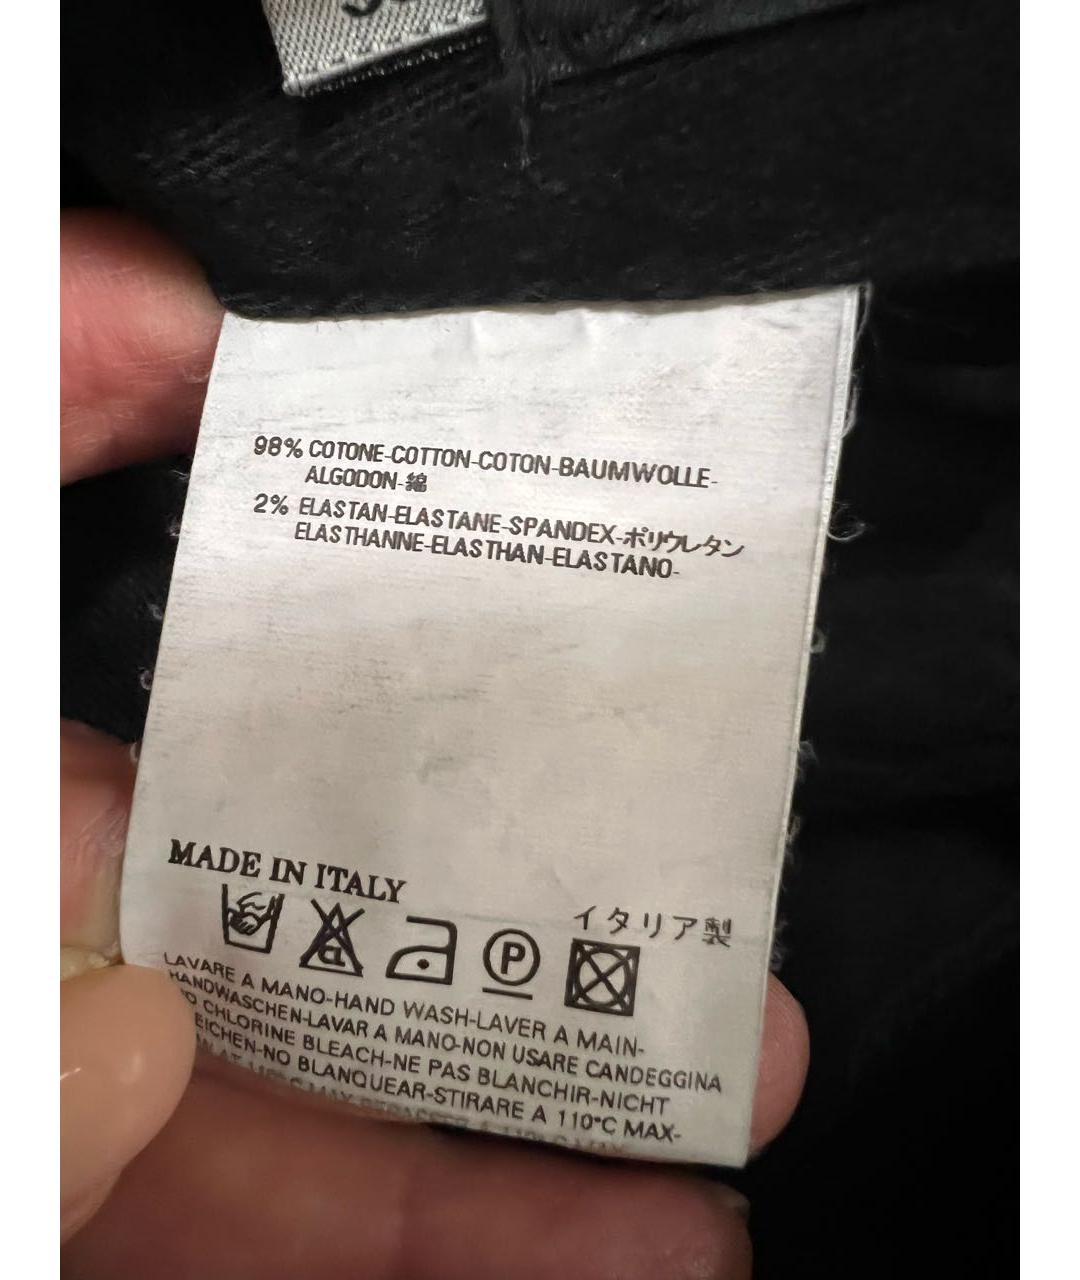 98% COTONE-COTTON-COTON-BAUMWOLLE-
ALGODON-綿
2% ELASTAN-ELASTANE-SPANDEX-ポリウレタン
ELASTHANNE-ELASTHAN-ELASTANO-
MADE IN ITALY
イタリア製
CL
P
LAVARE A MANO-HAND WASH-LAVER A MAIN-
HANDWASCHEN-LAVAR A MANO-NON USARE CANDEGGINA
CHLORINE BLEACH-NE PAS BLANCHIR-NICHT
BLANQUEAR-STIRARE A 110°C MAX-